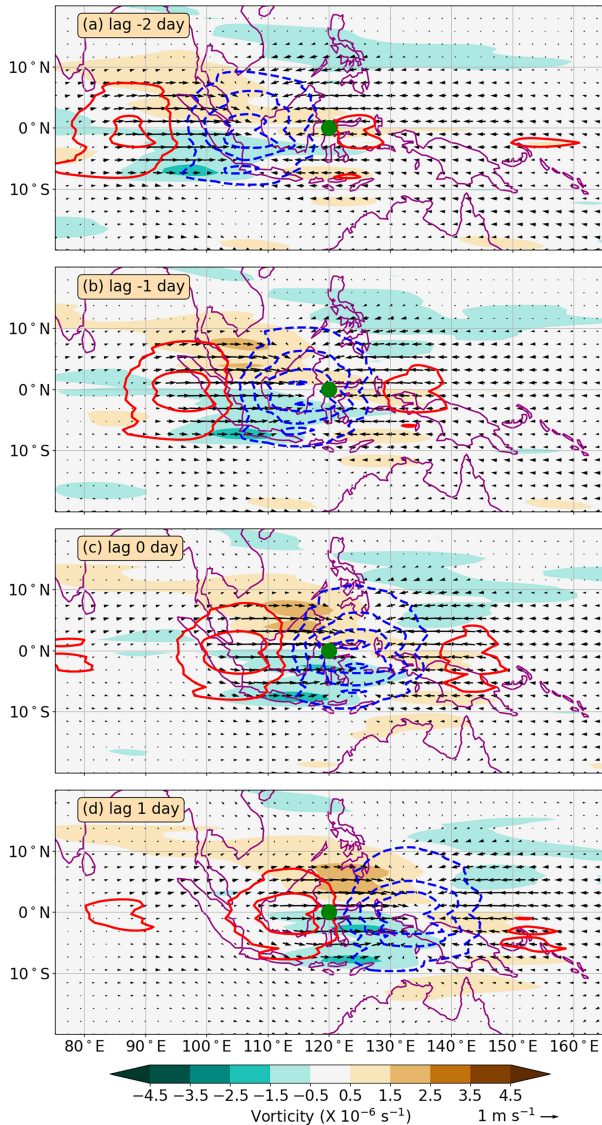 (a) lag -2 day
10° N
0° N
10° S
(b) lag -1 day
10° N
0° N
10° S
(c) lag 0 day
10° N
0° N
10° S
(d) lag 1 day
10° N
0° N
10° S
80° E 90° E 100° E 110° E 120° E 130° E 140° E 150° E 160° E
−4.5 −3.5 −2.5 −1.5 −0.5 0.5 1.5 2.5 3.5 4.5
Vorticity (X 10⁻⁶ s⁻¹) 1 m s⁻¹ →